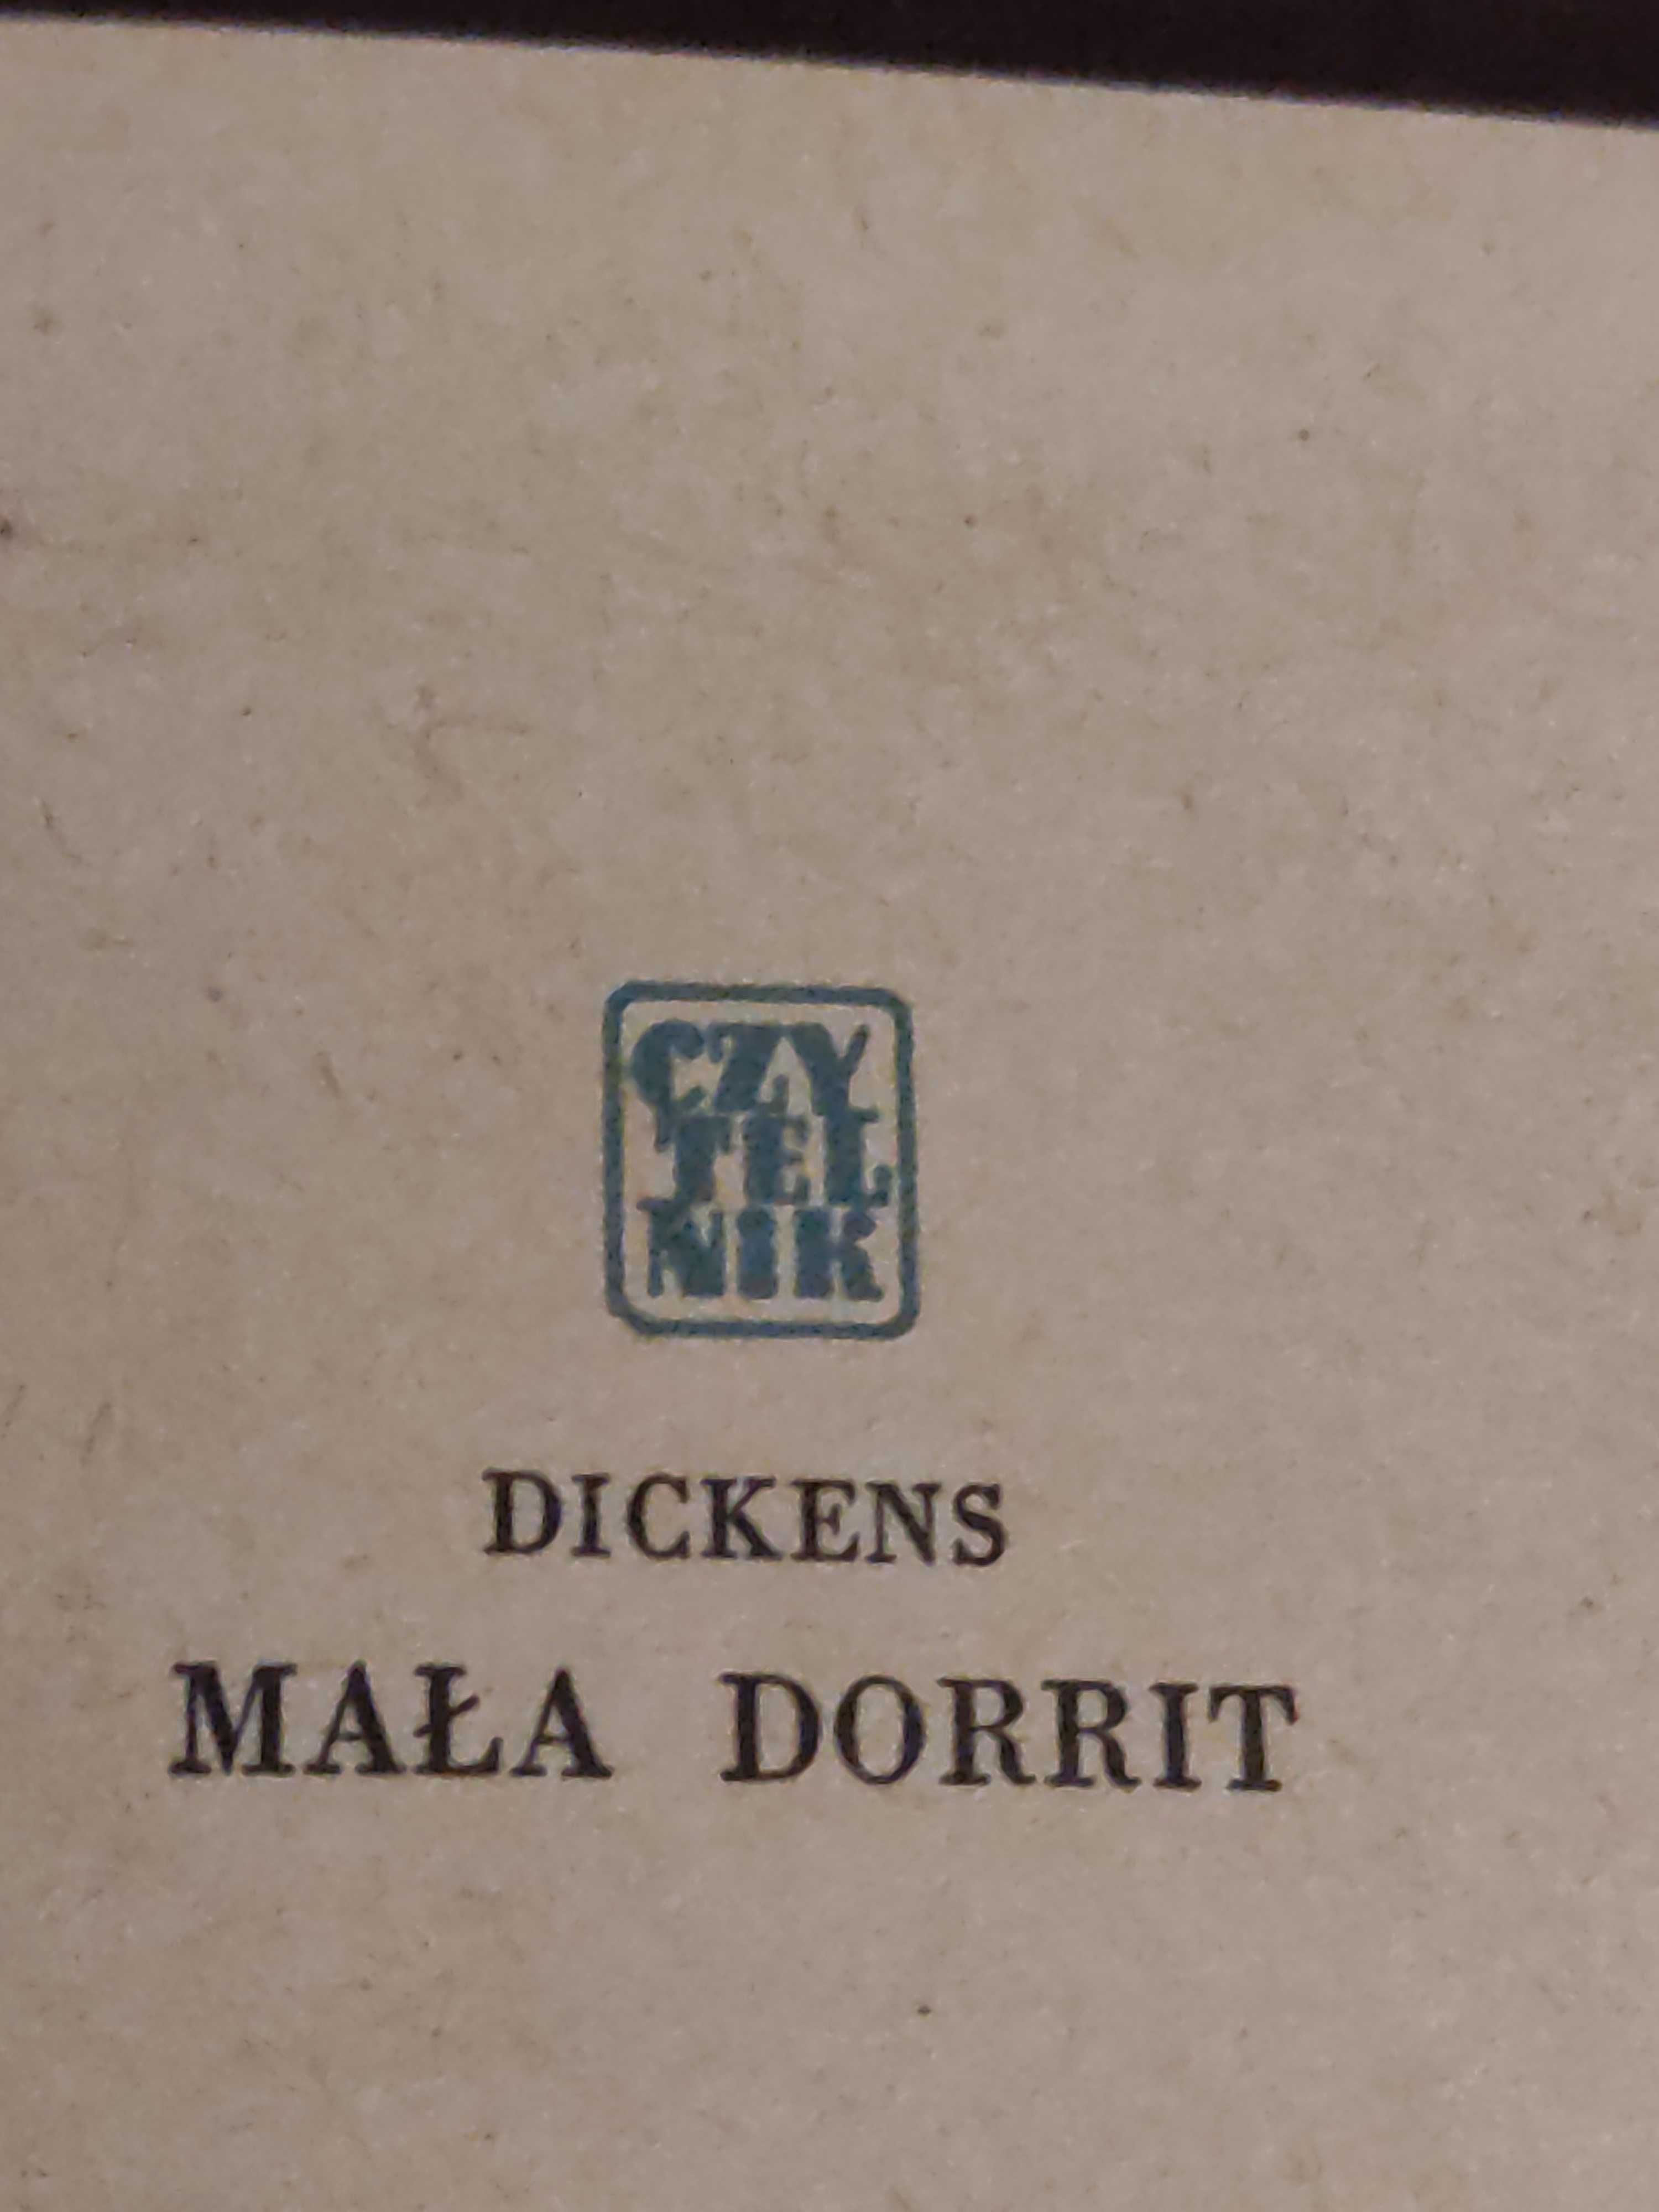 CZY
TEL
NIK
DICKENS
MAŁA DORRIT